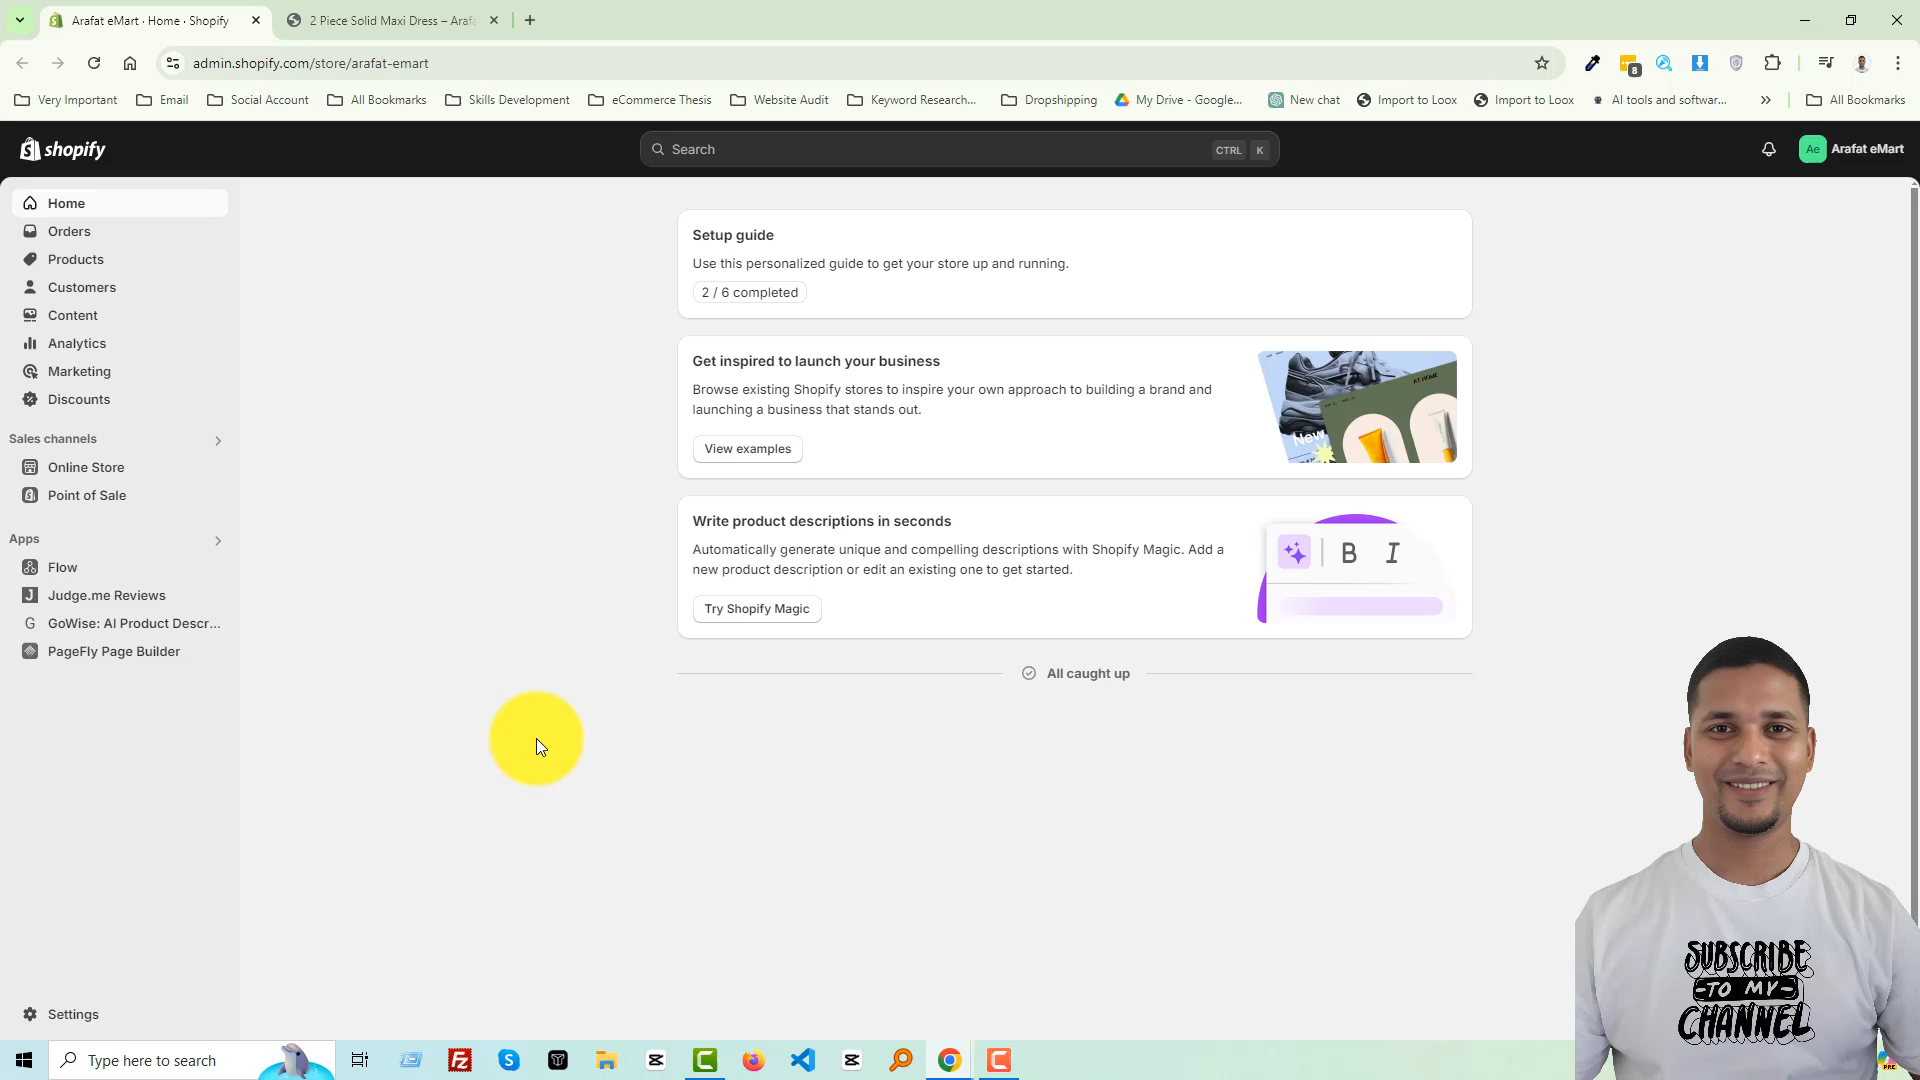 Arafat eMart · Home · Shopify
2 Piece Solid Maxi Dress – Araf
admin.shopify.com/store/arafat-emart
8
Very Important
Email
Social Account
All Bookmarks
Skills Development
eCommerce Thesis
Website Audit
Keyword Research...
Dropshipping
My Drive - Google...
New chat
Import to Loox
Import to Loox
AI tools and softwar...
All Bookmarks
shopify
Search
CTRL K
Ae
Arafat eMart
Home
Orders
Products
Customers
Content
Analytics
Marketing
Discounts
Sales channels
Online Store
Point of Sale
Apps
Flow
Judge.me Reviews
GoWise: AI Product Descr...
PageFly Page Builder
Settings
Setup guide
Use this personalized guide to get your store up and running.
2 / 6 completed
Get inspired to launch your business
Browse existing Shopify stores to inspire your own approach to building a brand and
launching a business that stands out.
View examples
New
AT HOME
Write product descriptions in seconds
Automatically generate unique and compelling descriptions with Shopify Magic. Add a
new product description or edit an existing one to get started.
Try Shopify Magic
B I
All caught up
SUBSCRIBE
-TO MY-
CHANNEL
Type here to search
PRE